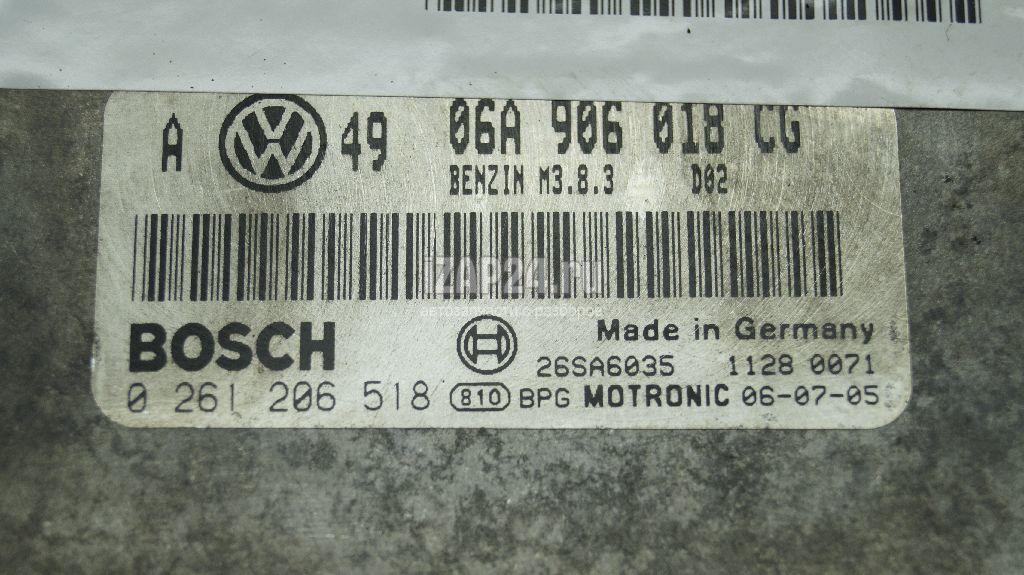 A VW 49 06A 906 018 CG
BENZIN M3.8.3 D02
iZAP24.ru
BOSCH
Made in Germany
26SA6035 1128 0071
0 261 206 518 810 BPG MOTRONIC 06-07-05